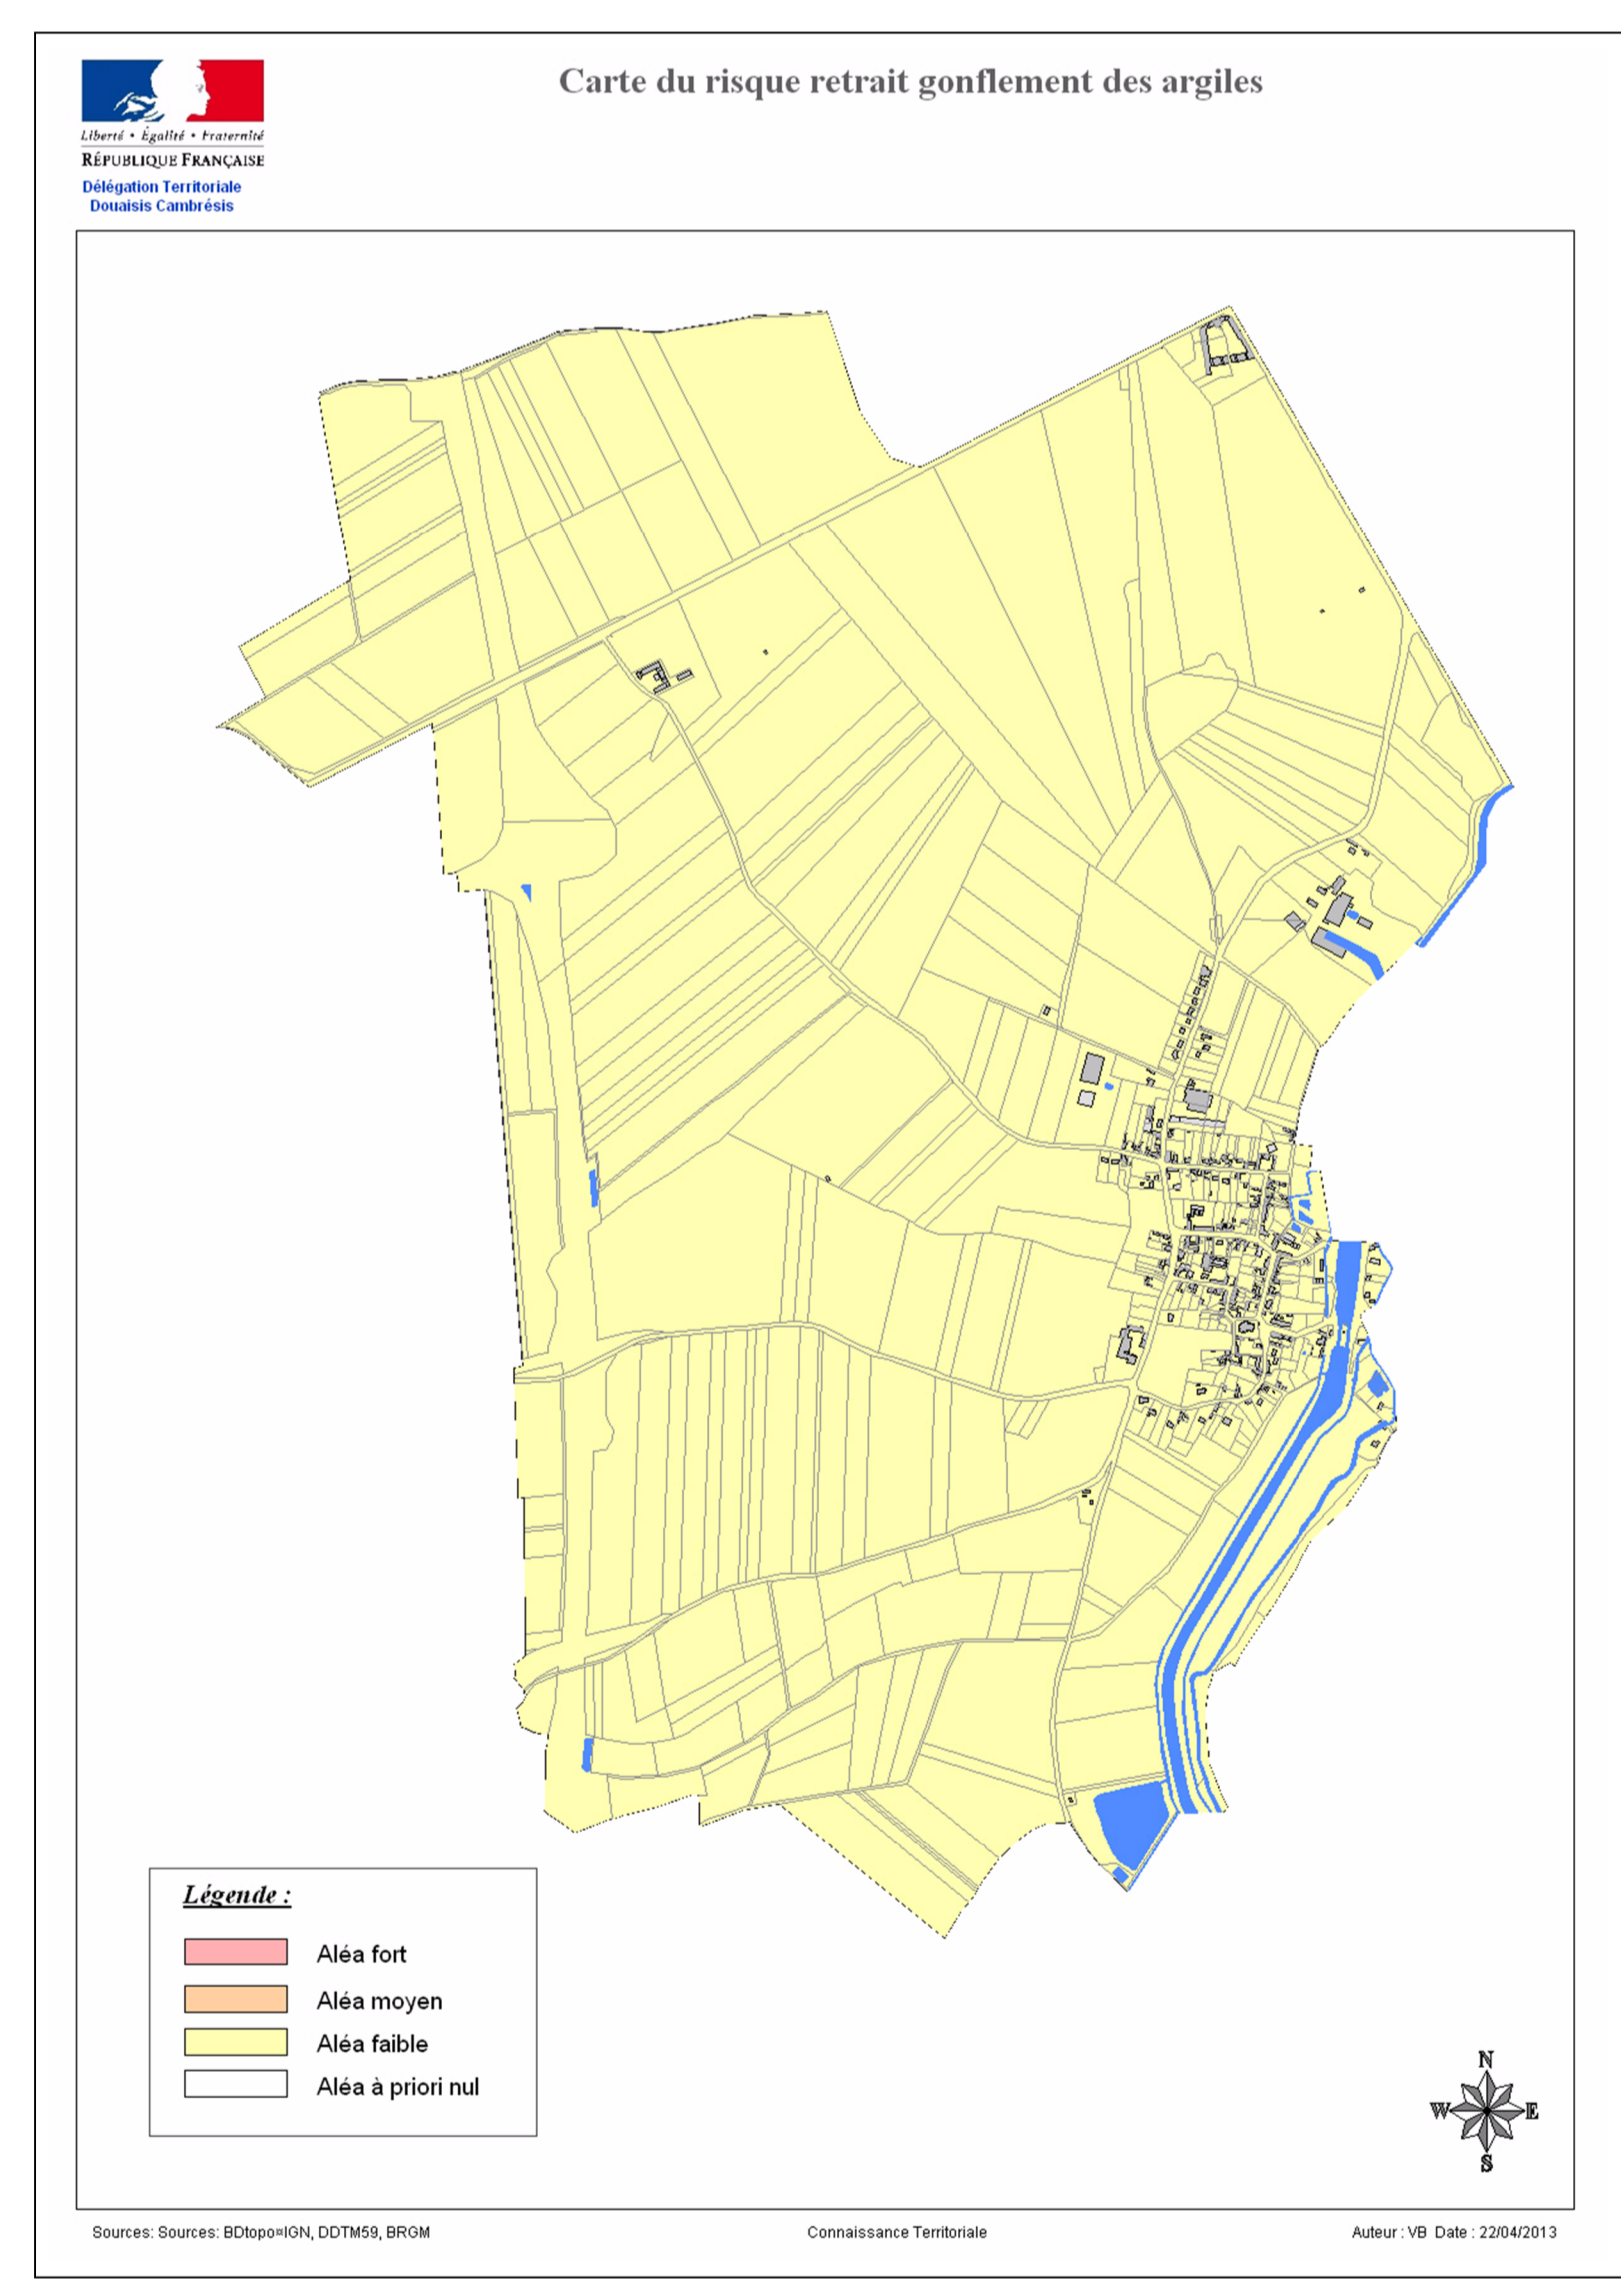 Carte du risque retrait gonflement des argiles
Liberté • Égalité • Fraternité
RÉPUBLIQUE FRANÇAISE
Délégation Territoriale
Douaisis Cambrésis
Légende :
Aléa fort
Aléa moyen
Aléa faible
Aléa à priori nul
N
W E
S
Sources: Sources: BDtopo¤IGN, DDTM59, BRGM
Connaissance Territoriale
Auteur : VB Date : 22/04/2013